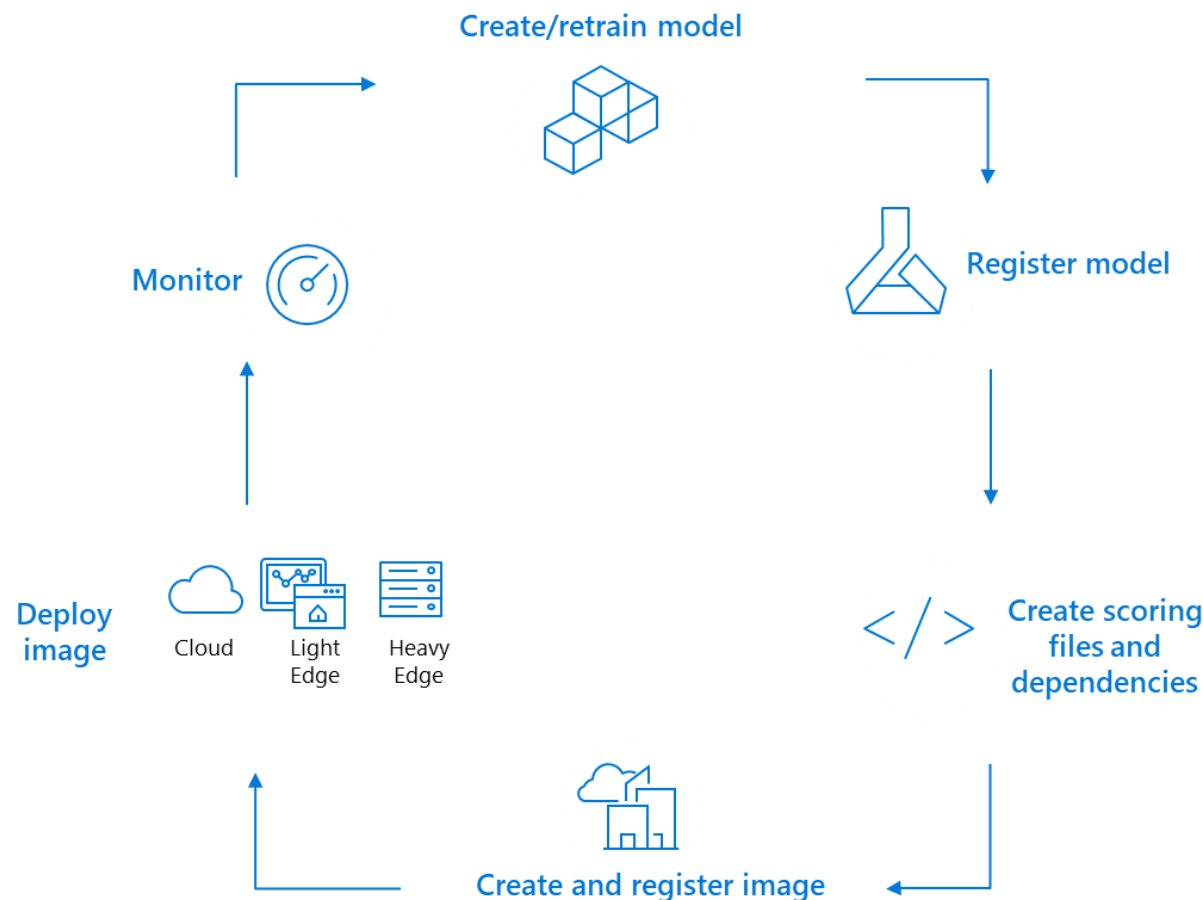 Create/retrain model
Register model
Create scoring
files and
dependencies
Create and register image
Deploy
image
Cloud
Light
Edge
Heavy
Edge
Monitor